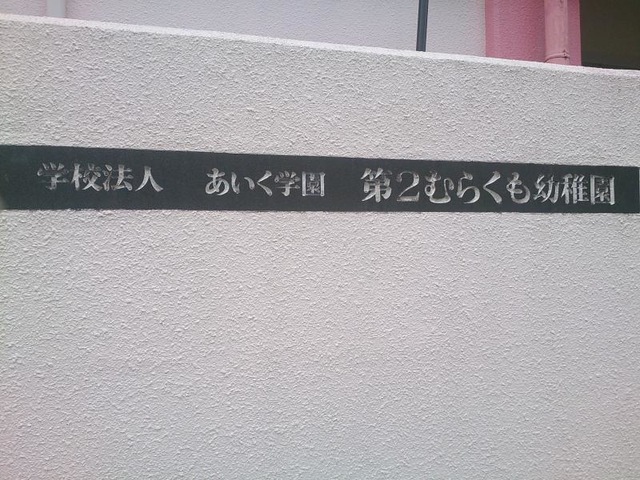 学校法人 あいく学園 第2むらくも幼稚園